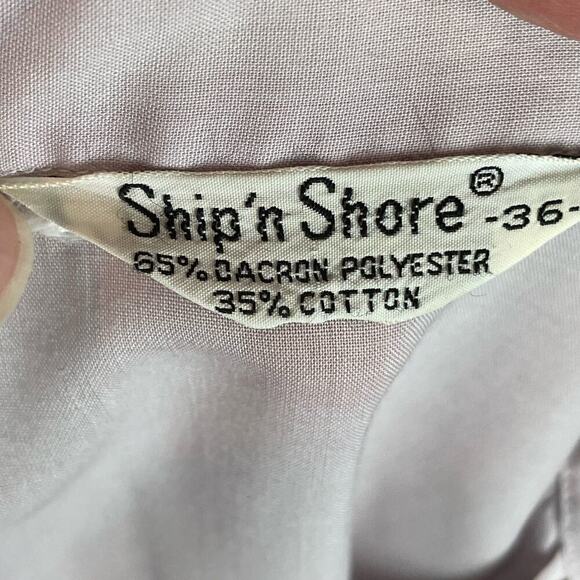 Ship'n Shore® -36-
65% DACRON POLYESTER
35% COTTON